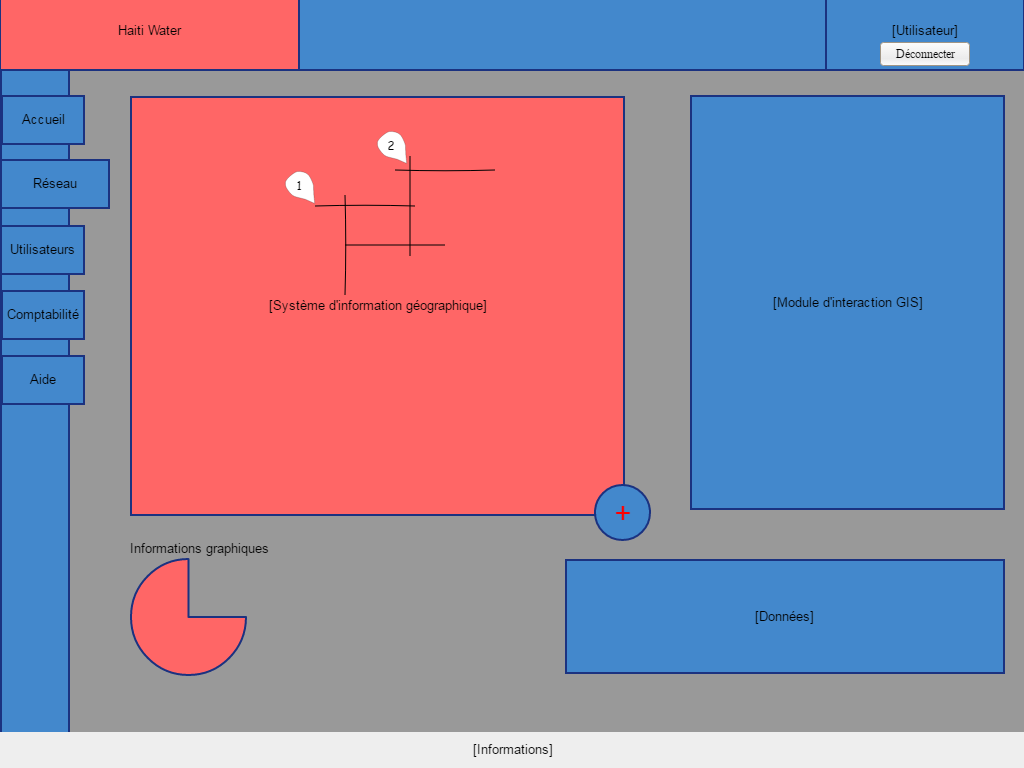 Haiti Water
[Utilisateur]
Déconnecter
Accueil
Réseau
Utilisateurs
Comptabilité
Aide
2
1
[Système d'information géographique]
+
[Module d'interaction GIS]
Informations graphiques
[Données]
[Informations]